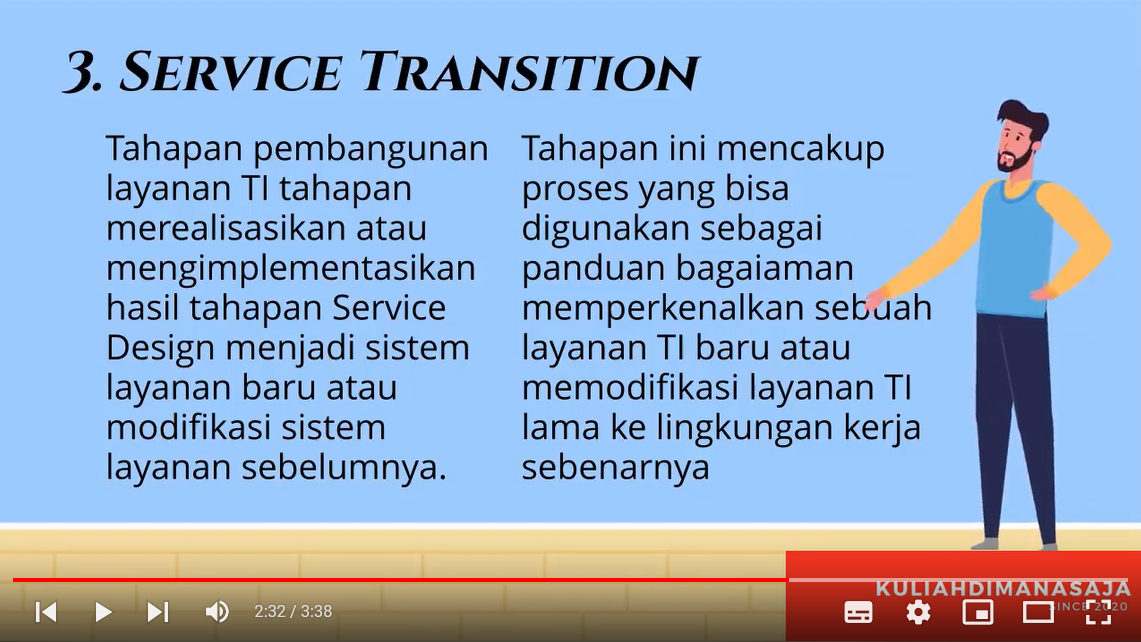 3. Service Transition
Tahapan pembangunan
layanan TI tahapan
merealisasikan atau
mengimplementasikan
hasil tahapan Service
Design menjadi sistem
layanan baru atau
modifikasi sistem
layanan sebelumnya.
Tahapan ini mencakup
proses yang bisa
digunakan sebagai
panduan bagaiaman
memperkenalkan sebuah
layanan TI baru atau
memodifikasi layanan TI
lama ke lingkungan kerja
sebenarnya
KULIAHDIMANASAJA
SINCE 2020
2:32 / 3:38